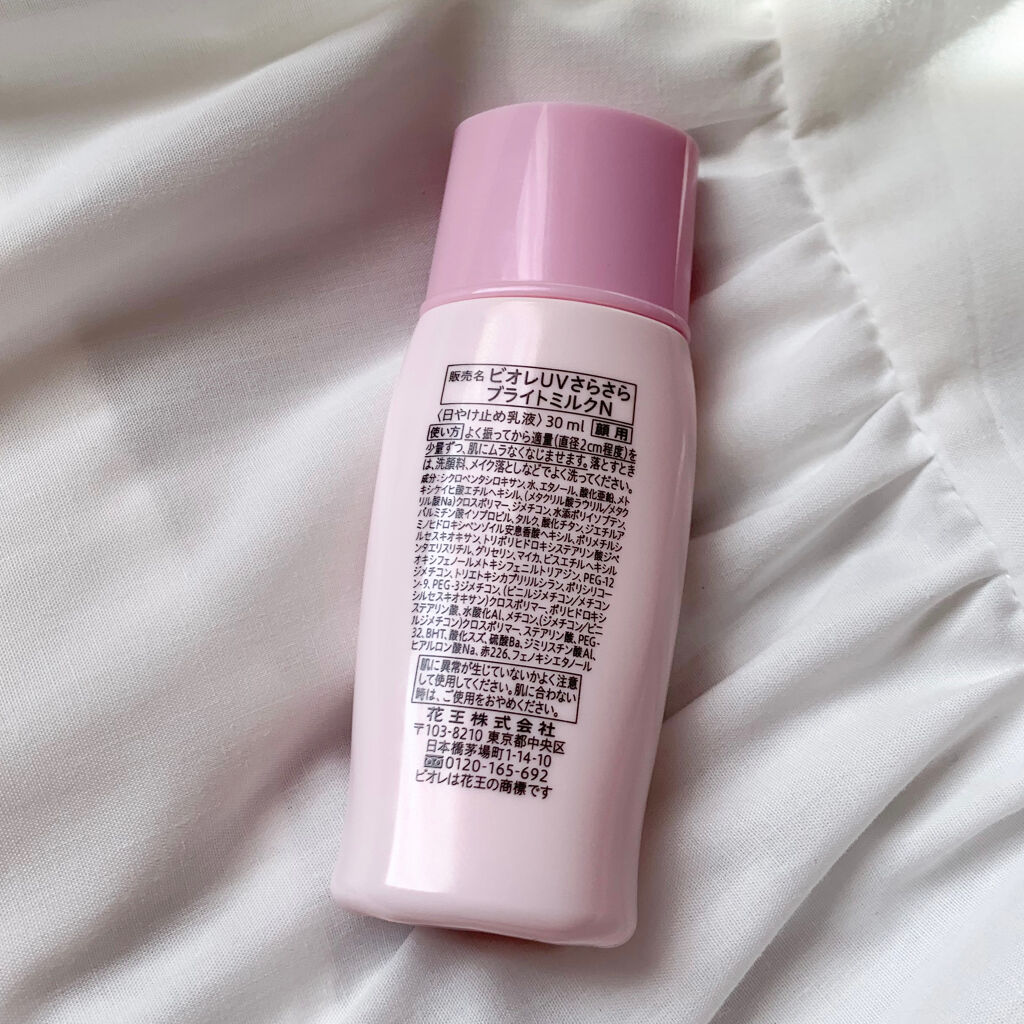 販売名 ビオレUVさらさら
ブライトミルクN
〈日やけ止め乳液〉30ml 顔用
使い方 よく振ってから適量(直径2cm程度)を
少量ずつ、肌にムラなくなじませます。落とすとき
は、洗顔料、メイク落としなどでよく洗ってください。
成分：シクロペンタシロキサン、水、エタノール、酸化亜鉛、メト
キシケイヒ酸エチルヘキシル、(メタクリル酸ラウリル/メタク
リル酸Na)クロスポリマー、ジメチコン、水添ポリイソブテン、
パルミチン酸イソプロピル、タルク、酸化チタン、ジエチルア
ミノヒドロキシベンゾイル安息香酸ヘキシル、ポリメチルシ
ルセスキオキサン、トリポリヒドロキシステアリン酸ジペ
ンタエリスリチル、グリセリン、マイカ、ビスエチルヘキシル
オキシフェノールメトキシフェニルトリアジン、PEG-12
ジメチコン、トリエトキシカプリリルシラン、ポリシリコー
ン-9、PEG-3ジメチコン、(ビニルジメチコン/メチコン
シルセスキオキサン)クロスポリマー、ポリヒドロキシ
ステアリン酸、水酸化Al、メチコン、(ジメチコン/ビニ
ルジメチコン)クロスポリマー、ステアリン酸、PEG-
32、BHT、酸化スズ、硫酸Ba、ジミリスチン酸Al、
ヒアルロン酸Na、赤226、フェノキシエタノール
肌に異常が生じていないかよく注意
して使用してください。肌に合わない
時は、ご使用をおやめください。
花王株式会社
〒103-8210 東京都中央区
日本橋茅場町1-14-10
0120-165-692
ビオレは花王の商標です